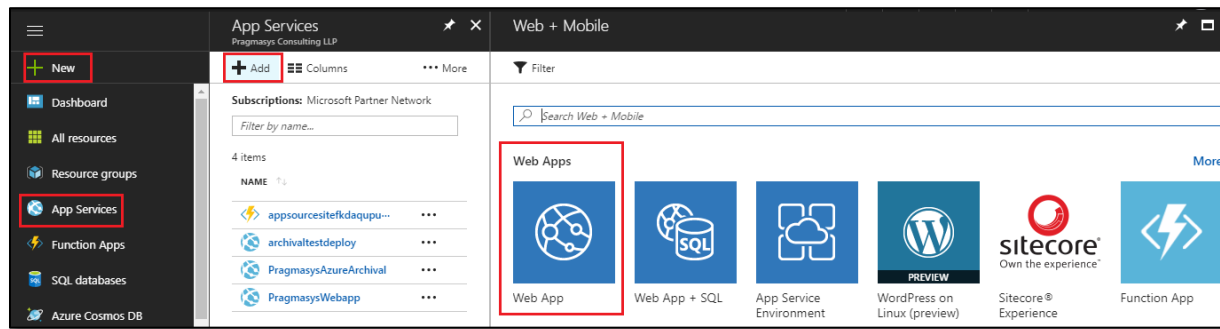 New
Dashboard
All resources
Resource groups
App Services
Function Apps
SQL databases
Azure Cosmos DB
App Services
Pragmasys Consulting LLP
Add
Columns
••• More
Subscriptions: Microsoft Partner Network
Filter by name...
4 items
NAME
appsourcesitefkdaqupu···
archivaltestdeploy
PragmasysAzureArchival
PragmasysWebapp
Web + Mobile
Filter
Search Web + Mobile
Web Apps
More
SQL
PREVIEW
sitecore
Own the experience™
Web App
Web App + SQL
App Service
Environment
WordPress on
Linux (preview)
Sitecore®
Experience
Function App